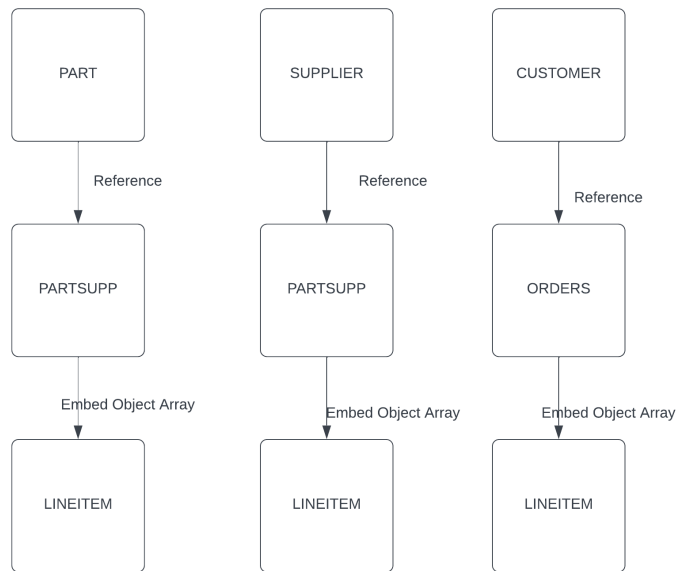 PART
SUPPLIER
CUSTOMER
Reference
Reference
Reference
PARTSUPP
PARTSUPP
ORDERS
Embed Object Array
Embed Object Array
Embed Object Array
LINEITEM
LINEITEM
LINEITEM